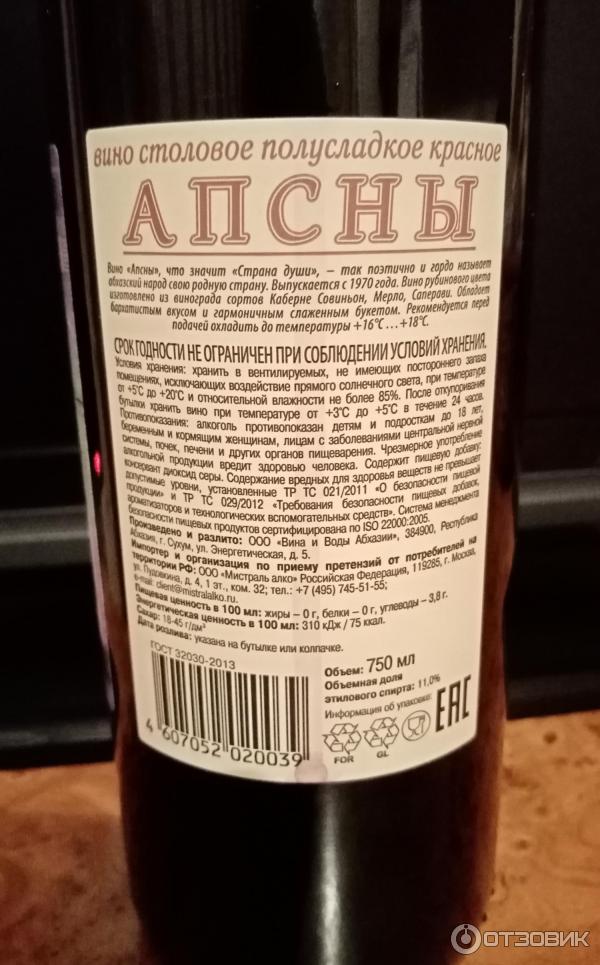 вино столовое полусладкое красное
АПСНЫ
Вино «Апсны», что значит «Страна души», – так поэтично и гордо называет
абхазский народ свою родную страну. Выпускается с 1970 года. Вино рубинового цвета
изготовлено из винограда сортов Каберне Совиньон, Мерло, Саперави. Обладает
бархатистым вкусом и гармоничным слаженным букетом. Рекомендуется перед
подачей охладить до температуры +16°C...+18°C.
СРОК ГОДНОСТИ НЕ ОГРАНИЧЕН ПРИ СОБЛЮДЕНИИ УСЛОВИЙ ХРАНЕНИЯ.
Условия хранения: хранить в вентилируемых, не имеющих постороннего запаха
помещениях, исключающих воздействие прямого солнечного света, при температуре
от +5°C до +20°C и относительной влажности не более 85%. После откупоривания
бутылки хранить вино при температуре от +3°C до +5°C в течение 24 часов.
Противопоказания: алкоголь противопоказан детям и подросткам до 18 лет,
беременным и кормящим женщинам, лицам с заболеваниями центральной нервной
системы, почек, печени и других органов пищеварения. Чрезмерное употребление
алкогольной продукции вредит здоровью человека. Содержит пищевую добавку:
консервант диоксид серы. Содержание вредных для здоровья веществ не превышает
допустимые уровни, установленные ТР ТС 021/2011 «О безопасности пищевой
продукции» и ТР ТС 029/2012 «Требования безопасности пищевых добавок,
ароматизаторов и технологических вспомогательных средств». Система менеджмента
безопасности пищевых продуктов сертифицирована по ISO 22000:2005.
Произведено и разлито: ООО «Вина и Воды Абхазии», 384900, Республика
Абхазия, г. Сухум, ул. Энергетическая, д. 5.
Импортер и организация по приему претензий от потребителей на
территории РФ: ООО «Мистраль алко» Российская Федерация, 119285, г. Москва,
ул. Пудовкина, д. 4, 1 эт., ком. 32; тел.: +7 (495) 745-51-55;
e-mail: client@mistralalko.ru.
Пищевая ценность в 100 мл: жиры – 0 г, белки – 0 г, углеводы – 3,8 г.
Энергетическая ценность в 100 мл: 310 кДж / 75 ккал.
Сахар: 18-45 г/дм³
Дата розлива: указана на бутылке или колпачке.
ГОСТ 32030-2013
Объем: 750 мл
Объемная доля
этилового спирта: 11,0%
Информация об упаковке:
EAC
FOR GL
4 607052 020039
ОТЗОВИК